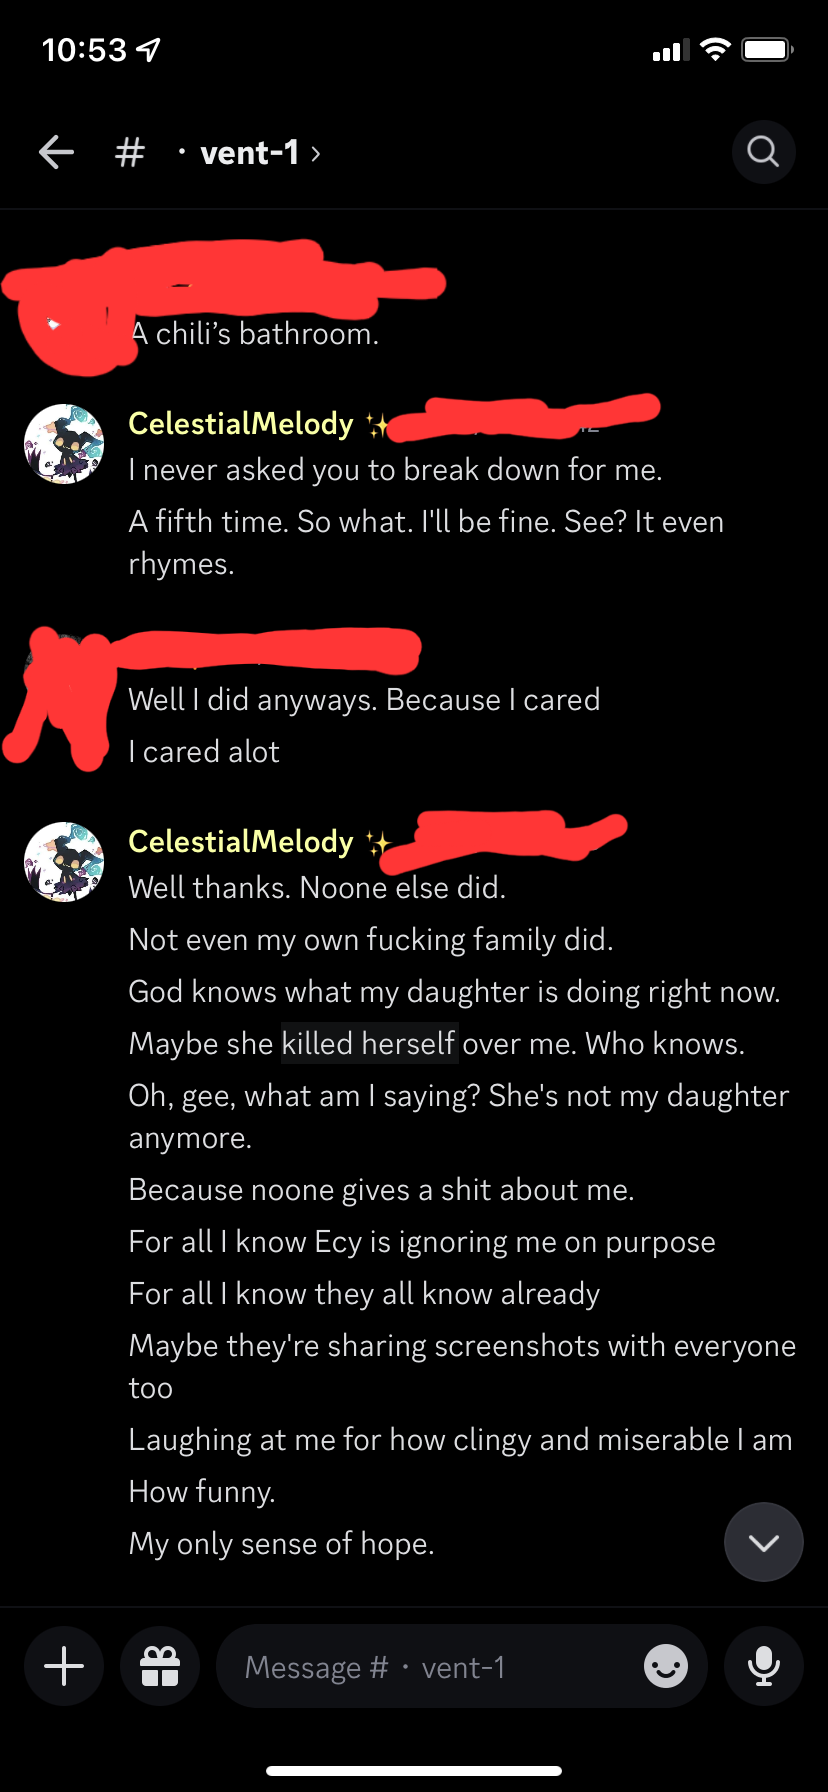 10:53
# · vent-1 ›
A chili's bathroom.
CelestialMelody ✨
I never asked you to break down for me.
A fifth time. So what. I'll be fine. See? It even
rhymes.
Well I did anyways. Because I cared
I cared alot
CelestialMelody ✨
Well thanks. Noone else did.
Not even my own fucking family did.
God knows what my daughter is doing right now.
Maybe she killed herself over me. Who knows.
Oh, gee, what am I saying? She's not my daughter
anymore.
Because noone gives a shit about me.
For all I know Ecy is ignoring me on purpose
For all I know they all know already
Maybe they're sharing screenshots with everyone
too
Laughing at me for how clingy and miserable I am
How funny.
My only sense of hope.
Message # · vent-1